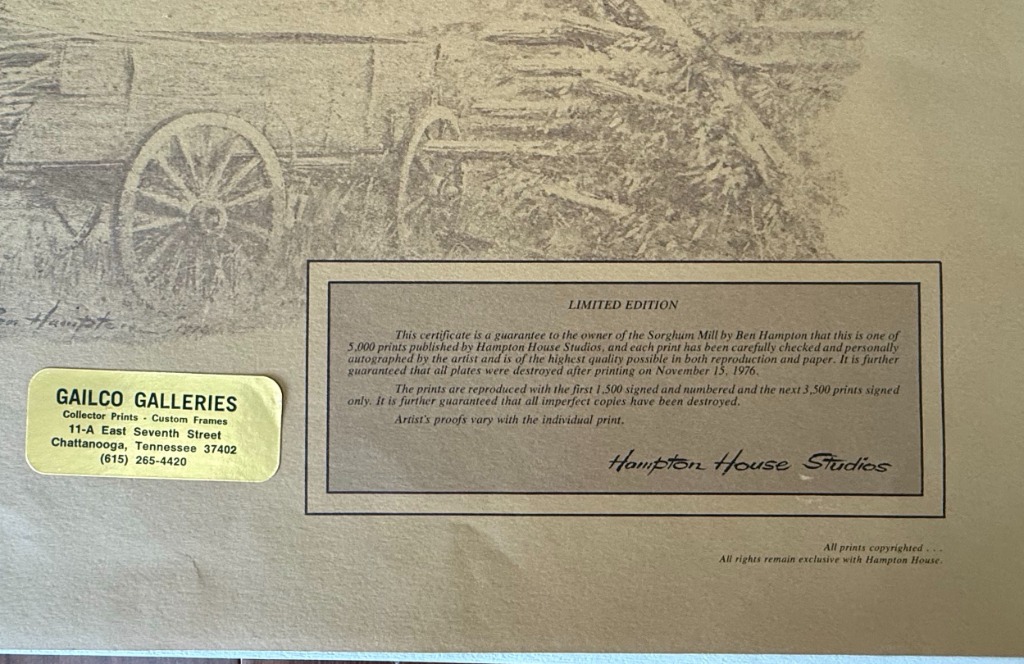 Hampton
LIMITED EDITION
This certificate is a guarantee to the owner of the Sorghum Mill by Ben Hampton that this is one of
5,000 prints published by Hampton House Studios, and each print has been carefully checked and personally
autographed by the artist and is of the highest quality possible in both reproduction and paper. It is further
guaranteed that all plates were destroyed after printing on November 15, 1976.
The prints are reproduced with the first 1,500 signed and numbered and the next 3,500 prints signed
only. It is further guaranteed that all imperfect copies have been destroyed.
Artist's proofs vary with the individual print.
Hampton House Studios
GAILCO GALLERIES
Collector Prints - Custom Frames
11-A East Seventh Street
Chattanooga, Tennessee 37402
(615) 265-4420
All prints copyrighted . . .
All rights remain exclusive with Hampton House.